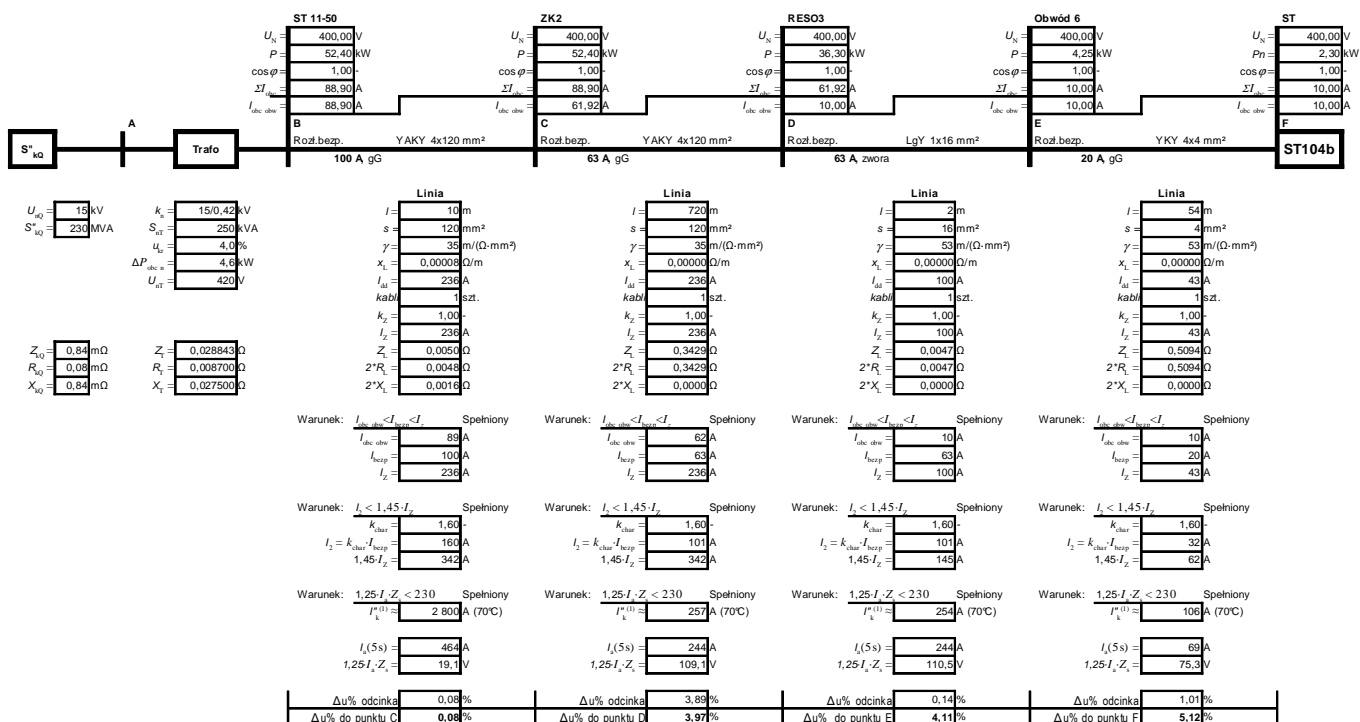 ST 11-50 ZK2 RESO3 Obwód 6 ST
U_N = 400,00 V U_N = 400,00 V U_N = 400,00 V U_N = 400,00 V U_N = 400,00 V
P = 52,40 kW P = 52,40 kW P = 36,30 kW P = 4,25 kW Pn = 2,30 kW
cosφ = 1,00 - cosφ = 1,00 - cosφ = 1,00 - cosφ = 1,00 - cosφ = 1,00 -
ΣI_obc = 88,90 A ΣI_obc = 88,90 A ΣI_obc = 61,92 A ΣI_obc = 10,00 A ΣI_obc = 10,00 A
I_obc obw = 88,90 A I_obc obw = 61,92 A I_obc obw = 10,00 A I_obc obw = 10,00 A I_obc obw = 10,00 A
A B C D E F
S"_kQ Trafo Rozł.bezp. YAKY 4x120 mm² Rozł.bezp. YAKY 4x120 mm² Rozł.bezp. LgY 1x16 mm² Rozł.bezp. YKY 4x4 mm² ST104b
100 A, gG 63 A, gG 63 A, zwora 20 A, gG
Linia Linia Linia Linia
U_nQ = 15 kV k_n = 15/0,42 kV l = 10 m l = 720 m l = 2 m l = 54 m
S"_kQ = 230 MVA S_nT = 250 kVA s = 120 mm² s = 120 mm² s = 16 mm² s = 4 mm²
u_kr = 4,0 % γ = 35 m/(Ω·mm²) γ = 35 m/(Ω·mm²) γ = 53 m/(Ω·mm²) γ = 53 m/(Ω·mm²)
ΔP_obc n = 4,6 kW x_L = 0,00008 Ω/m x_L = 0,00000 Ω/m x_L = 0,00000 Ω/m x_L = 0,00000 Ω/m
U_nT = 420 V I_dd = 236 A I_dd = 236 A I_dd = 100 A I_dd = 43 A
kabli 1 szt. kabli 1 szt. kabli 1 szt. kabli 1 szt.
k_Z = 1,00 - k_Z = 1,00 - k_Z = 1,00 - k_Z = 1,00 -
I_Z = 236 A I_Z = 236 A I_Z = 100 A I_Z = 43 A
Z_kQ = 0,84 mΩ Z_T = 0,028843 Ω Z_L = 0,0050 Ω Z_L = 0,3429 Ω Z_L = 0,0047 Ω Z_L = 0,5094 Ω
R_kQ = 0,08 mΩ R_T = 0,008700 Ω 2*R_L = 0,0048 Ω 2*R_L = 0,3429 Ω 2*R_L = 0,0047 Ω 2*R_L = 0,5094 Ω
X_kQ = 0,84 mΩ X_T = 0,027500 Ω 2*X_L = 0,0016 Ω 2*X_L = 0,0000 Ω 2*X_L = 0,0000 Ω 2*X_L = 0,0000 Ω
Warunek: I_obc obw<I_bezp<I_z Spełniony Warunek: I_obc obw<I_bezp<I_z Spełniony Warunek: I_obc obw<I_bezp<I_z Spełniony Warunek: I_obc obw<I_bezp<I_z Spełniony
I_obc obw = 89 A I_obc obw = 62 A I_obc obw = 10 A I_obc obw = 10 A
I_bezp = 100 A I_bezp = 63 A I_bezp = 63 A I_bezp = 20 A
I_Z = 236 A I_Z = 236 A I_Z = 100 A I_Z = 43 A
Warunek: I_2 < 1,45·I_Z Spełniony Warunek: I_2 < 1,45·I_Z Spełniony Warunek: I_2 < 1,45·I_Z Spełniony Warunek: I_2 < 1,45·I_Z Spełniony
k_char = 1,60 - k_char = 1,60 - k_char = 1,60 - k_char = 1,60 -
I_2 = k_char·I_bezp = 160 A I_2 = k_char·I_bezp = 101 A I_2 = k_char·I_bezp = 101 A I_2 = k_char·I_bezp = 32 A
1,45·I_Z = 342 A 1,45·I_Z = 342 A 1,45·I_Z = 145 A 1,45·I_Z = 62 A
Warunek: 1,25·I_a·Z_s < 230 Spełniony Warunek: 1,25·I_a·Z_s < 230 Spełniony Warunek: 1,25·I_a·Z_s < 230 Spełniony Warunek: 1,25·I_a·Z_s < 230 Spełniony
I"_k(1) ≈ 2 800 A (70°C) I"_k(1) ≈ 257 A (70°C) I"_k(1) ≈ 254 A (70°C) I"_k(1) ≈ 106 A (70°C)
I_a(5s) = 464 A I_a(5s) = 244 A I_a(5s) = 244 A I_a(5s) = 69 A
1,25·I_a·Z_s = 19,1 V 1,25·I_a·Z_s = 109,1 V 1,25·I_a·Z_s = 110,5 V 1,25·I_a·Z_s = 75,3 V
Δu% odcinka 0,08 % Δu% odcinka 3,89 % Δu% odcinka 0,14 % Δu% odcinka 1,01 %
Δu% do punktu C 0,08 % Δu% do punktu D 3,97 % Δu% do punktu E 4,11 % Δu% do punktu F 5,12 %